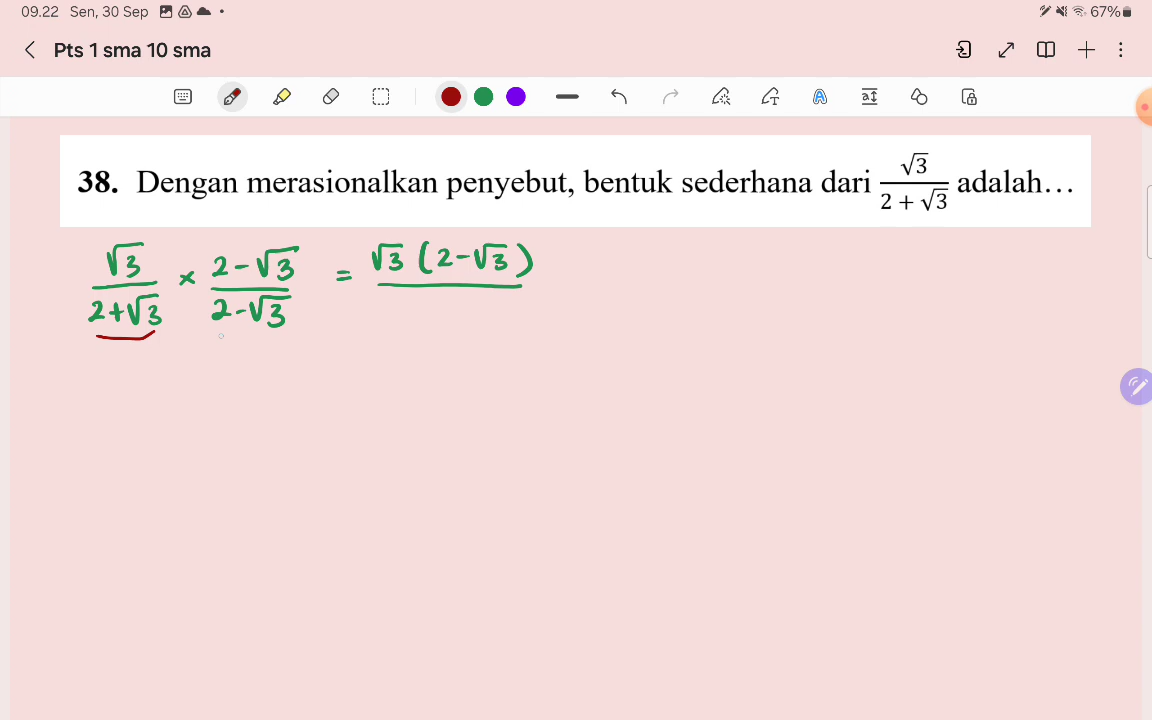 09.22 Sen, 30 Sep
67%
Pts 1 sma 10 sma
38. Dengan merasionalkan penyebut, bentuk sederhana dari √3/(2 + √3) adalah…
√3/(2+√3) × (2-√3)/(2-√3) = √3 (2-√3)